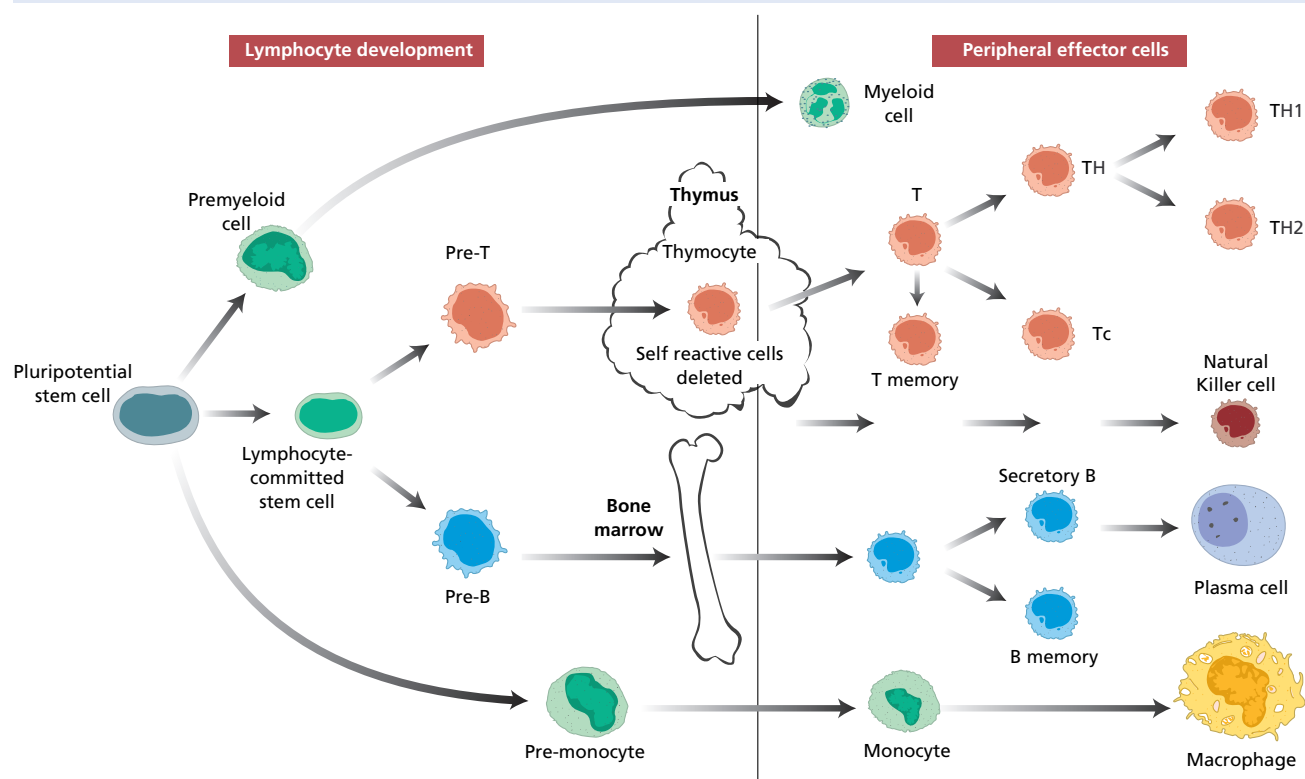 Lymphocyte development
Peripheral effector cells
Myeloid
cell
TH1
TH
TH2
Premyeloid
cell
Thymus
T
Pre-T
Thymocyte
Self reactive cells
deleted
Tc
T memory
Pluripotential
stem cell
Natural
Killer cell
Lymphocyte-
committed
stem cell
Secretory B
Bone
marrow
Pre-B
Plasma cell
B memory
Pre-monocyte
Monocyte
Macrophage